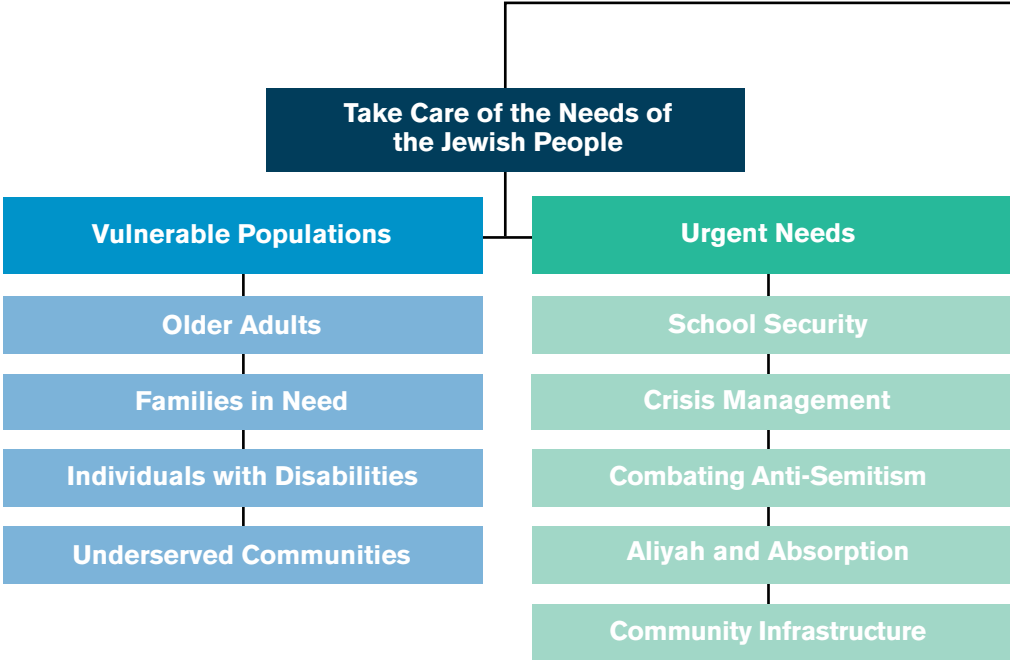 Take Care of the Needs of
the Jewish People
Vulnerable Populations
Older Adults
Families in Need
Individuals with Disabilities
Underserved Communities
Urgent Needs
School Security
Crisis Management
Combating Anti-Semitism
Aliyah and Absorption
Community Infrastructure